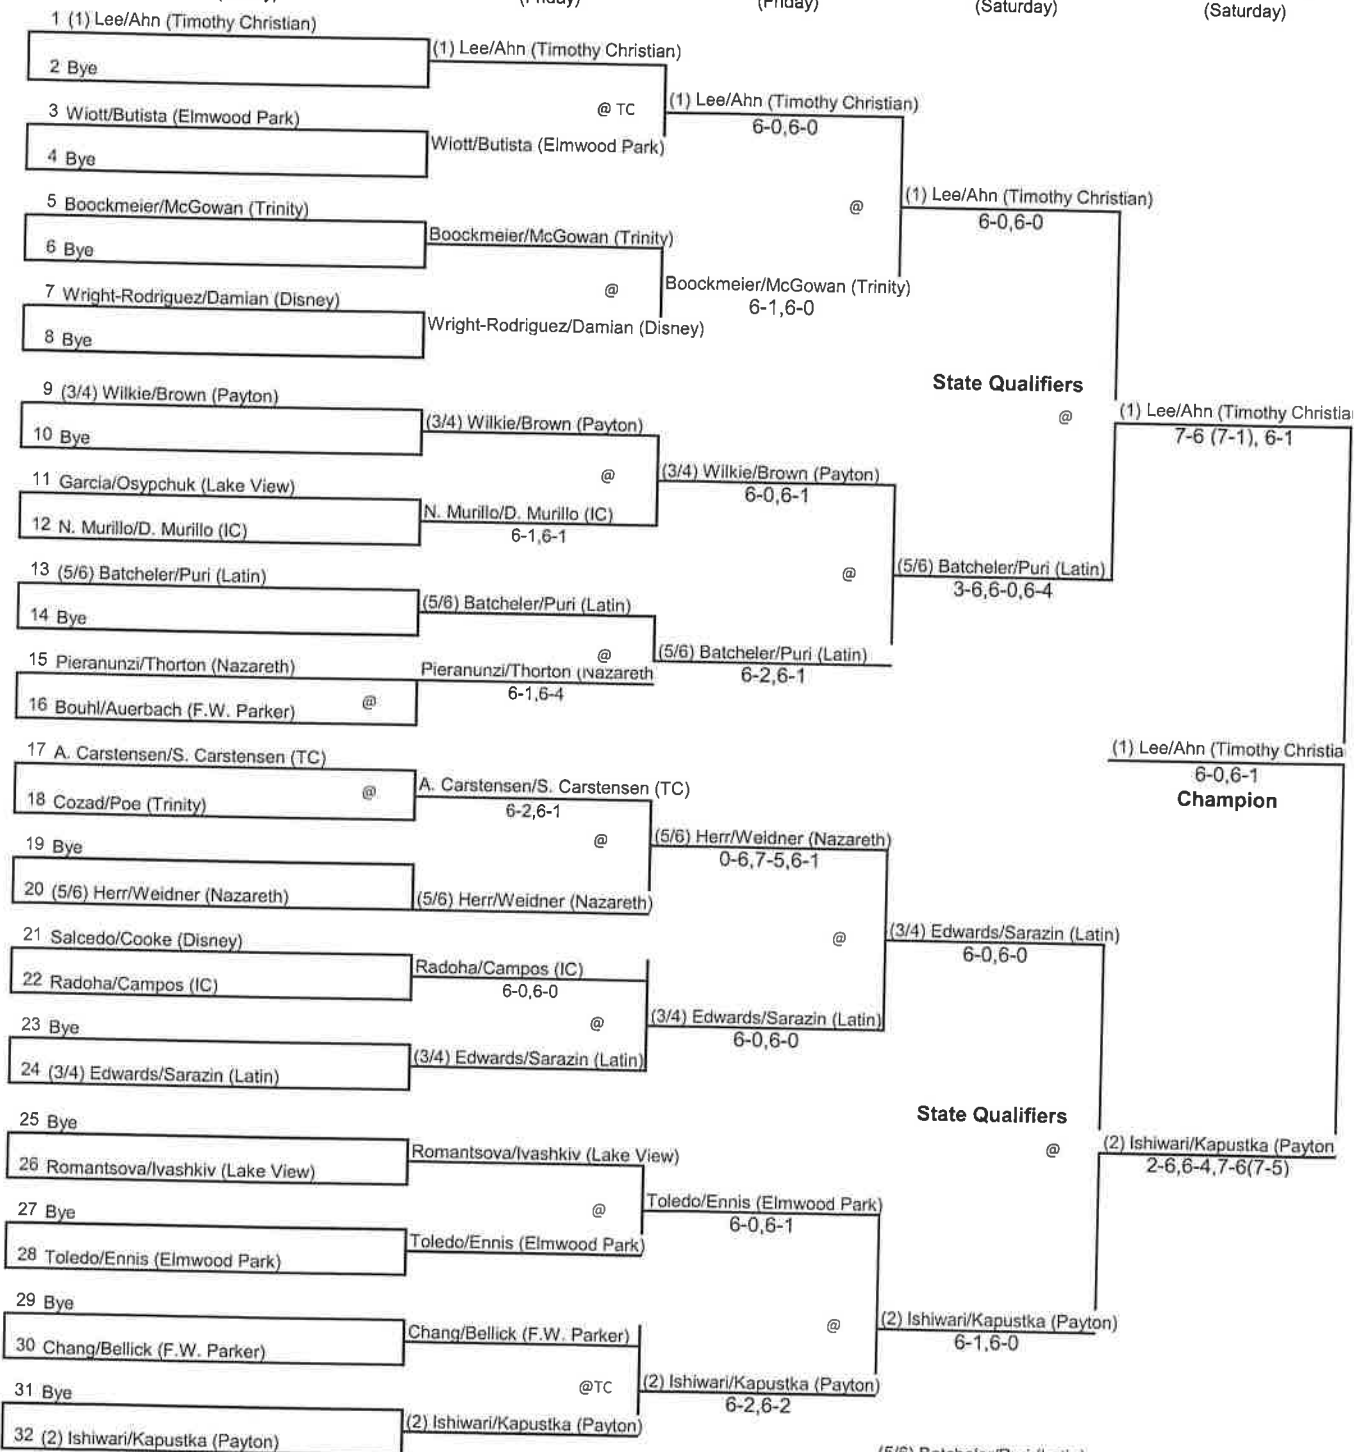 (Friday)
(Friday)
(Saturday)
(Saturday)
1 (1) Lee/Ahn (Timothy Christian)
2 Bye
3 Wiott/Butista (Elmwood Park)
4 Bye
5 Boockmeier/McGowan (Trinity)
6 Bye
7 Wright-Rodriguez/Damian (Disney)
8 Bye
9 (3/4) Wilkie/Brown (Payton)
10 Bye
11 Garcia/Osypchuk (Lake View)
12 N. Murillo/D. Murillo (IC)
13 (5/6) Batcheler/Puri (Latin)
14 Bye
15 Pieranunzi/Thorton (Nazareth)
16 Bouhl/Auerbach (F.W. Parker) @
17 A. Carstensen/S. Carstensen (TC)
18 Cozad/Poe (Trinity) @
19 Bye
20 (5/6) Herr/Weidner (Nazareth)
21 Salcedo/Cooke (Disney)
22 Radoha/Campos (IC)
23 Bye
24 (3/4) Edwards/Sarazin (Latin)
25 Bye
26 Romantsova/Ivashkiv (Lake View)
27 Bye
28 Toledo/Ennis (Elmwood Park)
29 Bye
30 Chang/Bellick (F.W. Parker)
31 Bye
32 (2) Ishiwari/Kapustka (Payton)
(1) Lee/Ahn (Timothy Christian)
@ TC
Wiott/Butista (Elmwood Park)
Boockmeier/McGowan (Trinity)
@
Wright-Rodriguez/Damian (Disney)
(3/4) Wilkie/Brown (Payton)
@
N. Murillo/D. Murillo (IC)
6-1,6-1
(5/6) Batcheler/Puri (Latin)
@
Pieranunzi/Thorton (Nazareth
6-1,6-4
A. Carstensen/S. Carstensen (TC)
6-2,6-1
@
(5/6) Herr/Weidner (Nazareth)
Radoha/Campos (IC)
6-0,6-0
@
(3/4) Edwards/Sarazin (Latin)
Romantsova/Ivashkiv (Lake View)
@
Toledo/Ennis (Elmwood Park)
Chang/Bellick (F.W. Parker)
@TC
(2) Ishiwari/Kapustka (Payton)
(1) Lee/Ahn (Timothy Christian)
6-0,6-0
@
Boockmeier/McGowan (Trinity)
6-1,6-0
(3/4) Wilkie/Brown (Payton)
6-0,6-1
@
(5/6) Batcheler/Puri (Latin)
6-2,6-1
(5/6) Herr/Weidner (Nazareth)
0-6,7-5,6-1
@
(3/4) Edwards/Sarazin (Latin)
6-0,6-0
Toledo/Ennis (Elmwood Park)
6-0,6-1
@
(2) Ishiwari/Kapustka (Payton)
6-2,6-2
(1) Lee/Ahn (Timothy Christian)
6-0,6-0
State Qualifiers
@
(5/6) Batcheler/Puri (Latin)
3-6,6-0,6-4
(3/4) Edwards/Sarazin (Latin)
6-0,6-0
State Qualifiers
@
(2) Ishiwari/Kapustka (Payton)
6-1,6-0
(1) Lee/Ahn (Timothy Christia
7-6 (7-1), 6-1
(1) Lee/Ahn (Timothy Christia
6-0,6-1
Champion
(2) Ishiwari/Kapustka (Payton
2-6,6-4,7-6(7-5)